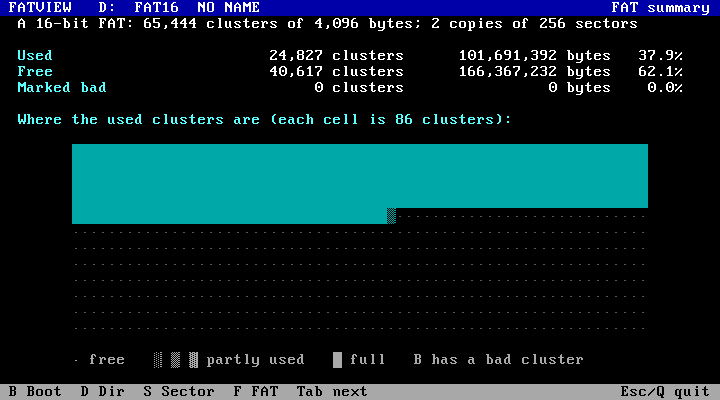 FATVIEW D: FAT16 NO NAME FAT summary
A 16-bit FAT: 65,444 clusters of 4,096 bytes; 2 copies of 256 sectors
Used 24,827 clusters 101,691,392 bytes 37.9%
Free 40,617 clusters 166,367,232 bytes 62.1%
Marked bad 0 clusters 0 bytes 0.0%
Where the used clusters are (each cell is 86 clusters):
· free ░ ▒ ▓ partly used █ full B has a bad cluster
B Boot D Dir S Sector F FAT Tab next Esc/Q quit